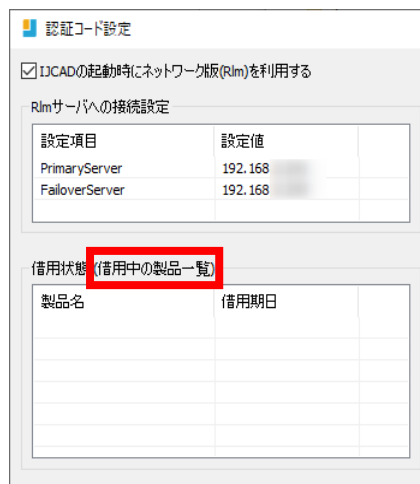 認証コード設定
IJCADの起動時にネットワーク版(Rlm)を利用する
Rlmサーバへの接続設定
設定項目 設定値
PrimaryServer 192.168
FailoverServer 192.168
借用状態(借用中の製品一覧)
製品名 借用期日